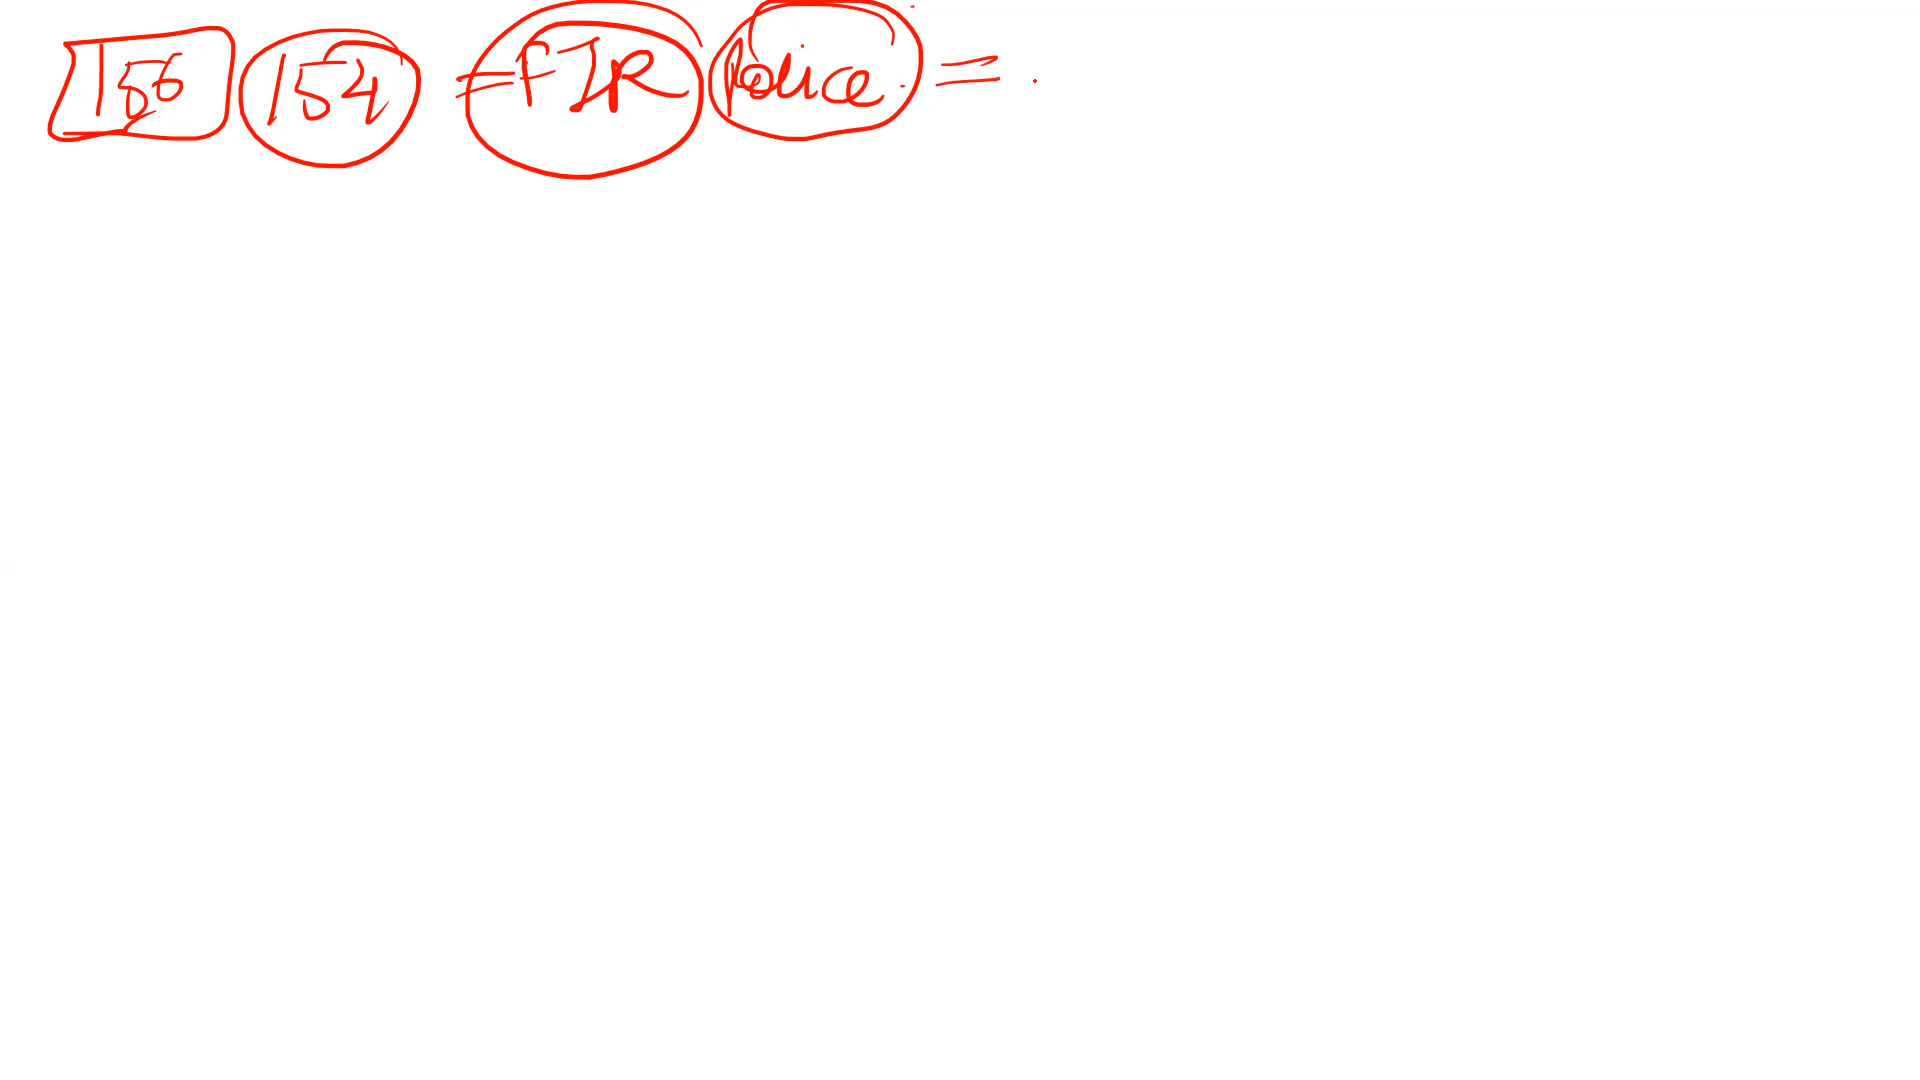 156 154 = FIR Police =